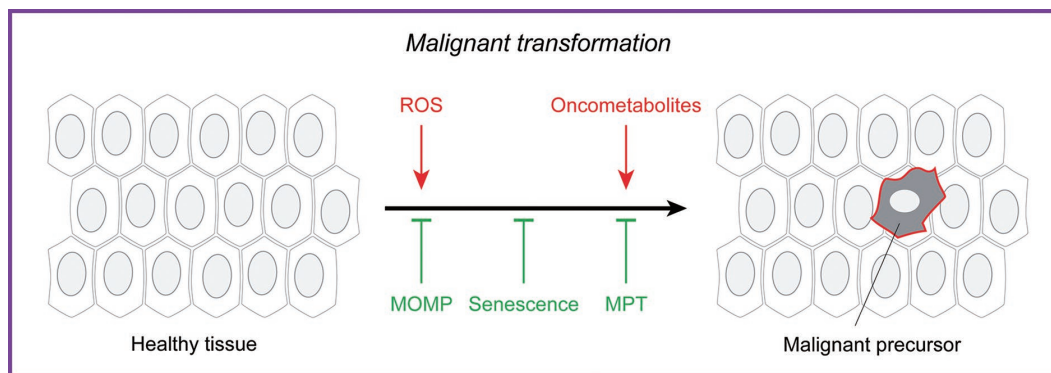 Malignant transformation
ROS
Oncometabolites
MOMP
Senescence
MPT
Healthy tissue
Malignant precursor